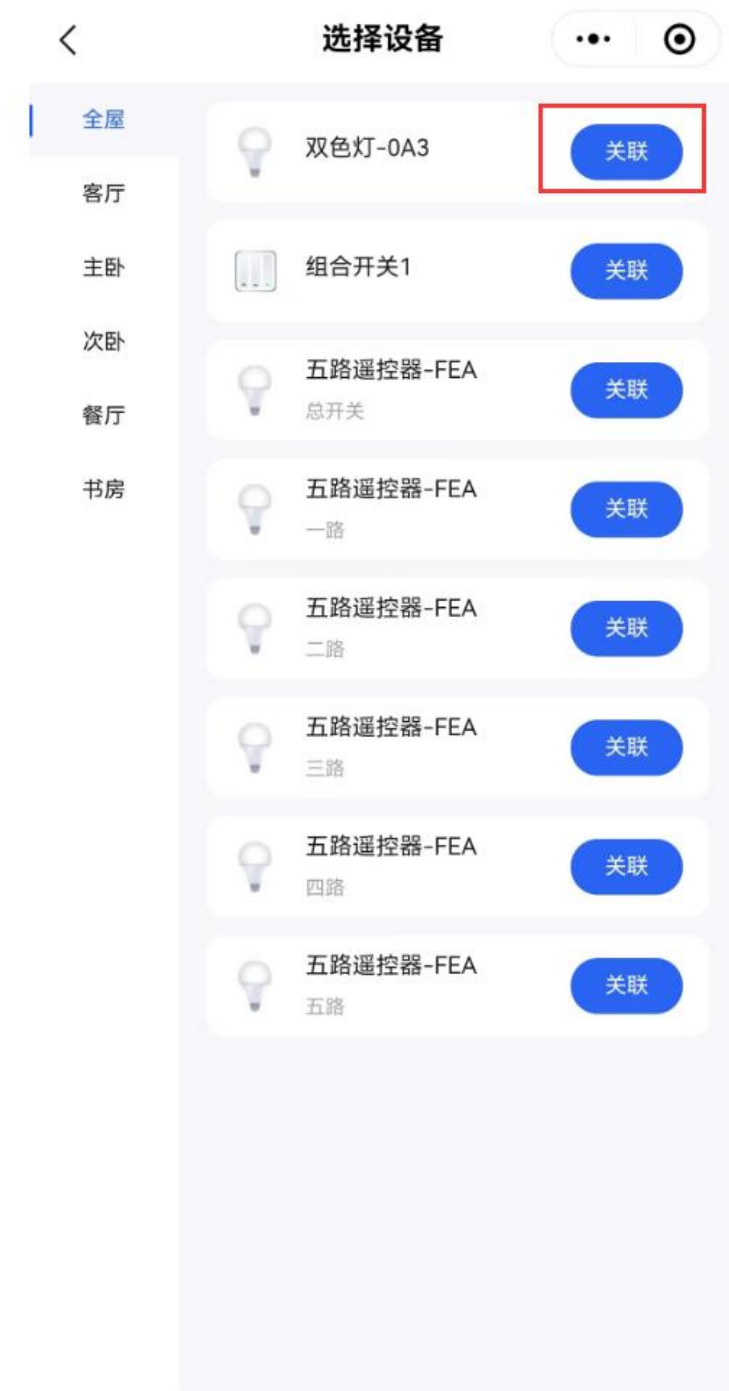 选择设备
全屋
客厅
主卧
次卧
餐厅
书房
双色灯-0A3
关联
组合开关1
关联
五路遥控器-FEA
总开关
关联
五路遥控器-FEA
一路
关联
五路遥控器-FEA
二路
关联
五路遥控器-FEA
三路
关联
五路遥控器-FEA
四路
关联
五路遥控器-FEA
五路
关联